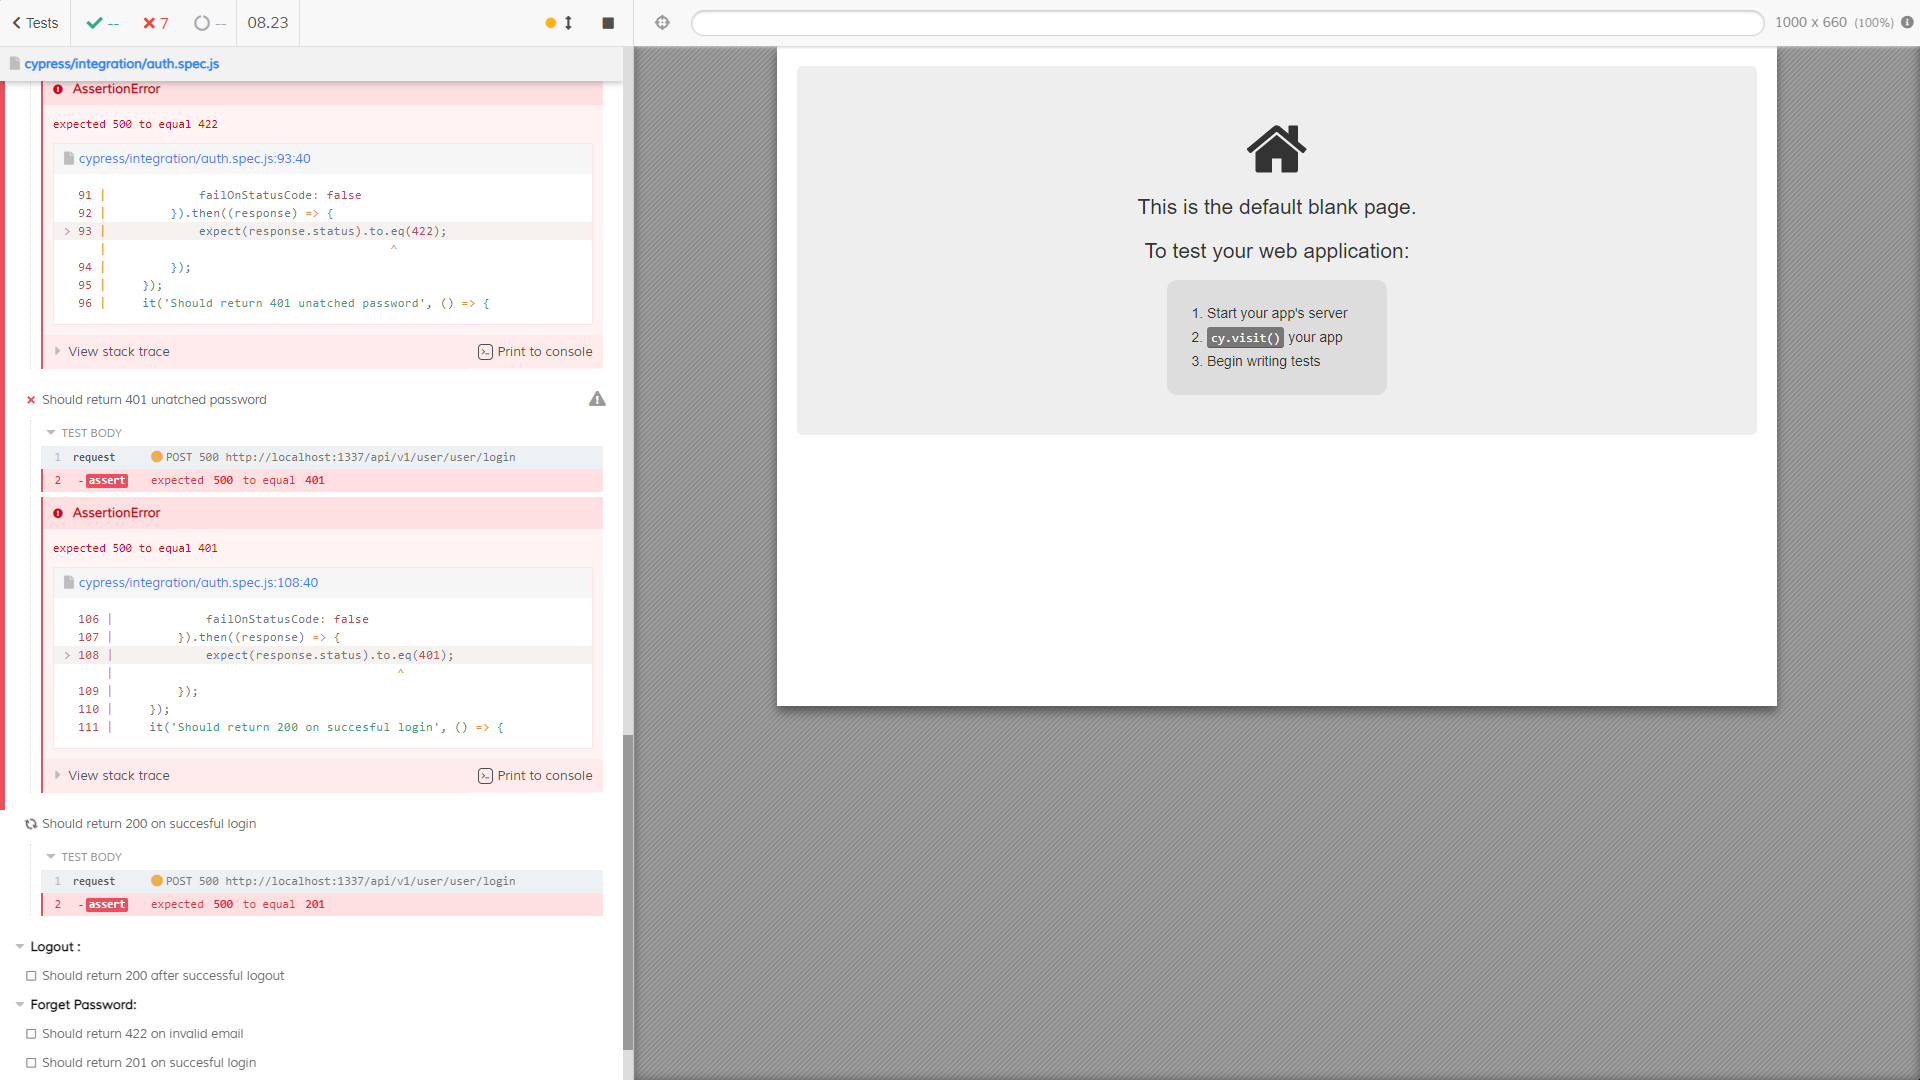 Tests
--
7
--
08.23
1000 x 660 (100%)
cypress/integration/auth.spec.js
AssertionError
expected 500 to equal 422
cypress/integration/auth.spec.js:93:40
91 | failOnStatusCode: false
92 | }).then((response) => {
> 93 | expect(response.status).to.eq(422);
| ^
94 | });
95 | });
96 | it('Should return 401 unatched password', () => {
View stack trace
Print to console
Should return 401 unatched password
TEST BODY
1 request POST 500 http://localhost:1337/api/v1/user/user/login
2 -assert expected 500 to equal 401
AssertionError
expected 500 to equal 401
cypress/integration/auth.spec.js:108:40
106 | failOnStatusCode: false
107 | }).then((response) => {
> 108 | expect(response.status).to.eq(401);
| ^
109 | });
110 | });
111 | it('Should return 200 on succesful login', () => {
View stack trace
Print to console
Should return 200 on succesful login
TEST BODY
1 request POST 500 http://localhost:1337/api/v1/user/user/login
2 -assert expected 500 to equal 201
Logout :
Should return 200 after successful logout
Forget Password:
Should return 422 on invalid email
Should return 201 on succesful login
This is the default blank page.
To test your web application:
1. Start your app's server
2. cy.visit() your app
3. Begin writing tests